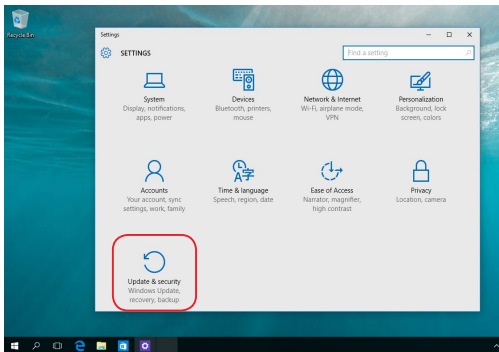 Recycle Bin
Settings
SETTINGS
Find a setting
System
Display, notifications,
apps, power
Devices
Bluetooth, printers,
mouse
Network & Internet
Wi-Fi, airplane mode,
VPN
Personalization
Background, lock
screen, colors
Accounts
Your account, sync
settings, work, family
Time & language
Speech, region, date
Ease of Access
Narrator, magnifier,
high contrast
Privacy
Location, camera
Update & security
Windows Update,
recovery, backup